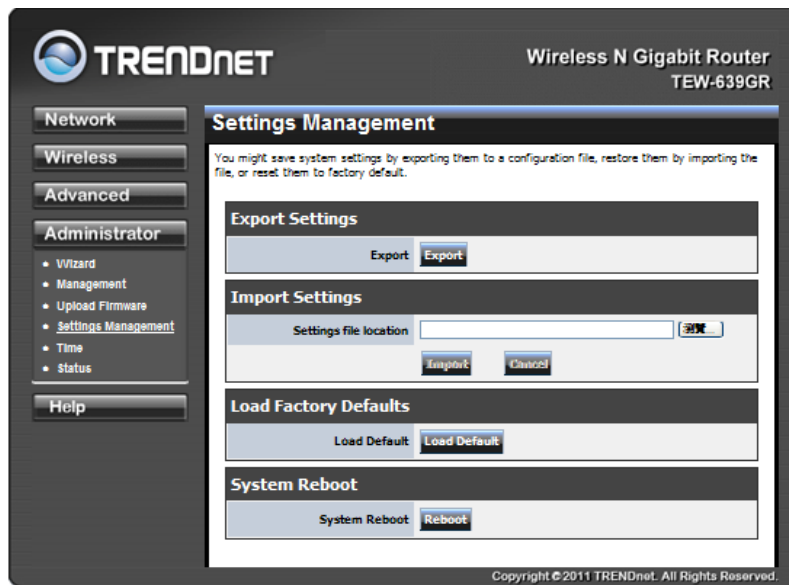 TRENDNET
Wireless N Gigabit Router
TEW-639GR
Network
Wireless
Advanced
Administrator
Wizard
Management
Upload Firmware
Settings Management
Time
Status
Help
Settings Management
You might save system settings by exporting them to a configuration file, restore them by importing the
file, or reset them to factory default.
Export Settings
Export Export
Import Settings
Settings file location 瀏覽...
Import Cancel
Load Factory Defaults
Load Default Load Default
System Reboot
System Reboot Reboot
Copyright © 2011 TRENDnet. All Rights Reserved.